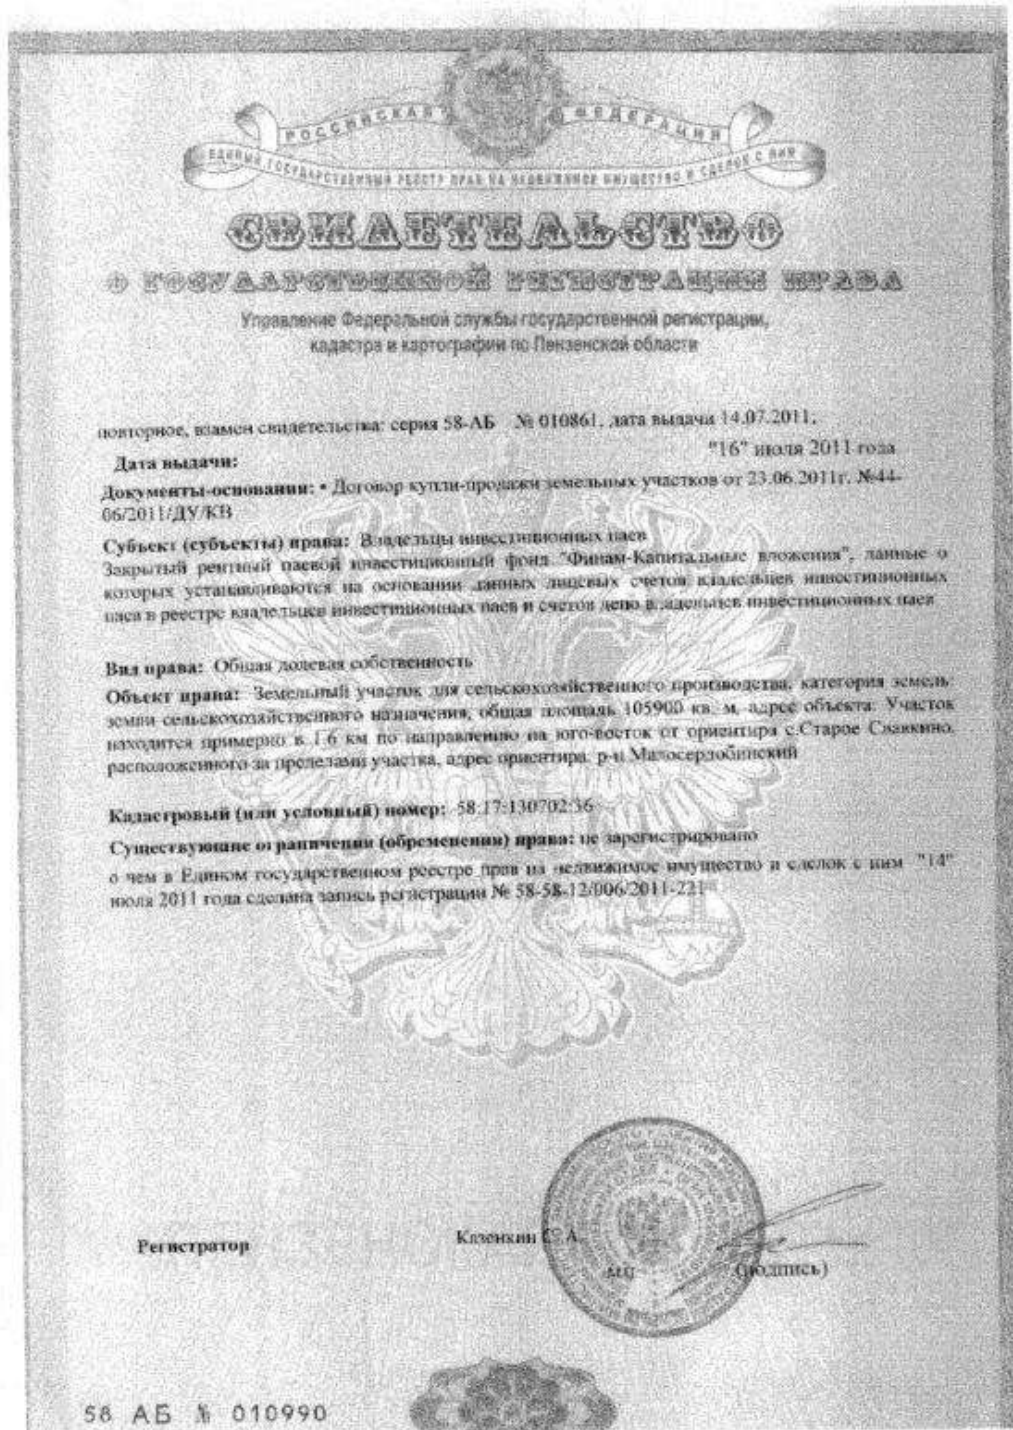 РОССИЙСКАЯ ФЕДЕРАЦИЯ
ЕДИНЫЙ ГОСУДАРСТВЕННЫЙ РЕЕСТР ПРАВ НА НЕДВИЖИМОЕ ИМУЩЕСТВО И СДЕЛОК С НИМ
СВИДЕТЕЛЬСТВО
О ГОСУДАРСТВЕННОЙ РЕГИСТРАЦИИ ПРАВА
Управление Федеральной службы государственной регистрации,
кадастра и картографии по Пензенской области
повторное, взамен свидетельства: серия 58-АБ № 010861, дата выдачи 14.07.2011,
Дата выдачи: "16" июля 2011 года
Документы-основания: • Договор купли-продажи земельных участков от 23.06.2011г. №44-
06/2011/ДУ/КВ
Субъект (субъекты) права: Владельцы инвестиционных паев
Закрытый рентный паевой инвестиционный фонд "Финам-Капитальные вложения", данные о
которых устанавливаются на основании данных лицевых счетов владельцев инвестиционных
паев в реестре владельцев инвестиционных паев и счетов депо владельцев инвестиционных паев
Вид права: Общая долевая собственность
Объект права: Земельный участок для сельскохозяйственного производства, категория земель:
земли сельскохозяйственного назначения, общая площадь 105900 кв. м, адрес объекта: Участок
находится примерно в 1.6 км по направлению на юго-восток от ориентира с.Старое Славкино,
расположенного за пределами участка, адрес ориентира: р-н Малосердобинский
Кадастровый (или условный) номер: 58:17:130702:36
Существующие ограничения (обременения) права: не зарегистрировано
о чем в Едином государственном реестре прав на недвижимое имущество и сделок с ним "14"
июля 2011 года сделана запись регистрации № 58-58-12/006/2011-221
Регистратор Казенкин С. А.
М.П. (подпись)
58 АБ № 010990